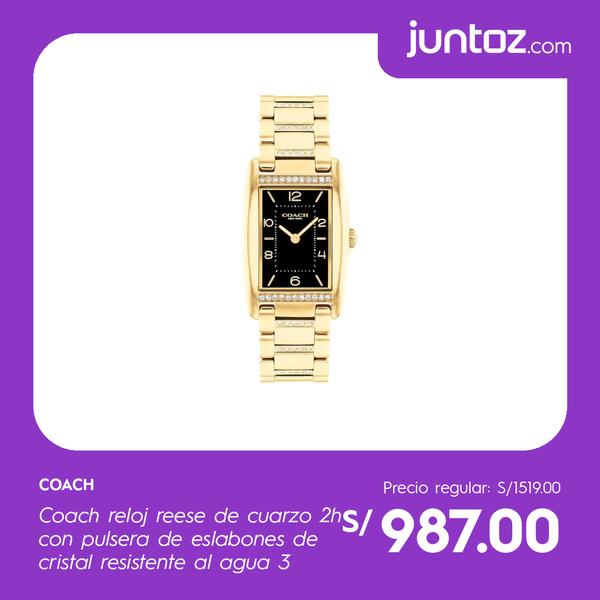 juntoz.com
12
10
2
COACH
NEW YORK
8
4
6
COACH
Precio regular: S/1519.00
Coach reloj reese de cuarzo 2h
con pulsera de eslabones de
cristal resistente al agua 3
S/ 987.00